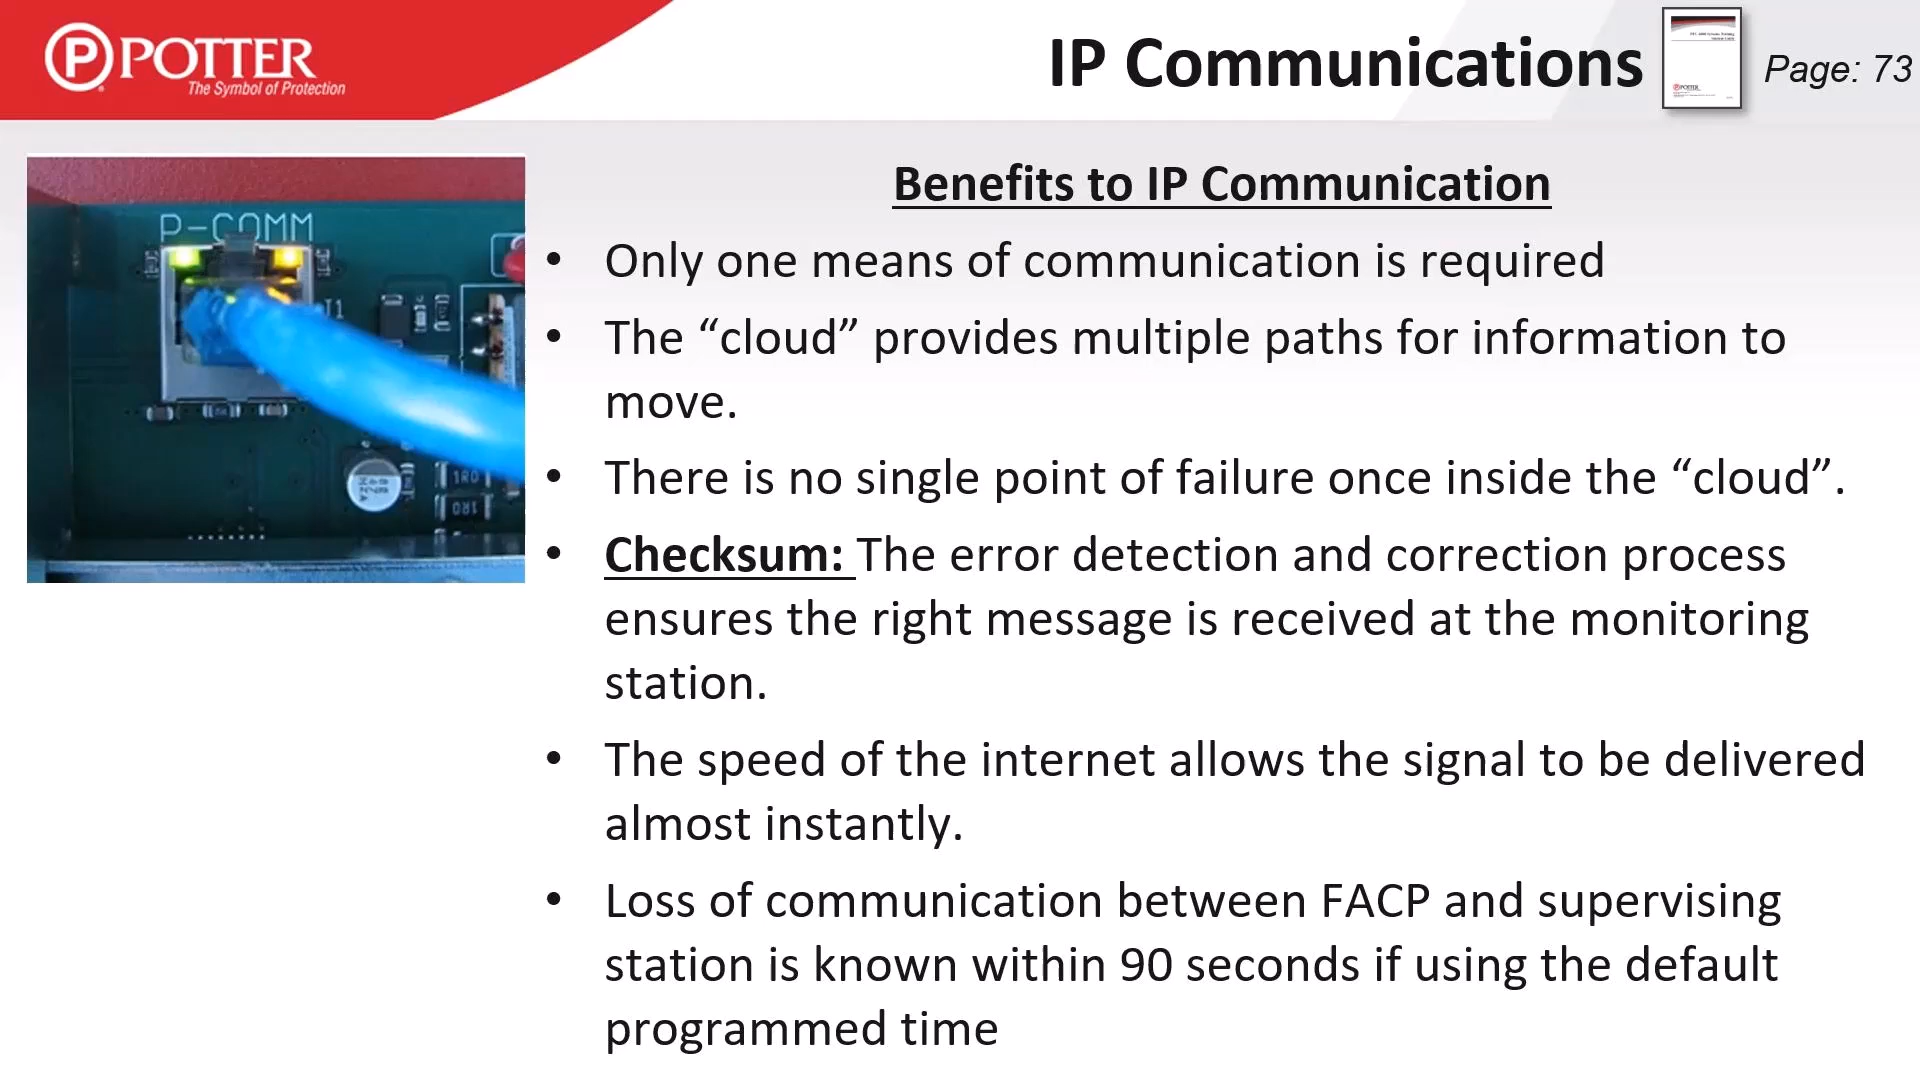 P POTTER
The Symbol of Protection
IP Communications
Page: 73
P-COMM
J1
1R0
1R0
Benefits to IP Communication
• Only one means of communication is required
• The “cloud” provides multiple paths for information to
move.
• There is no single point of failure once inside the “cloud”.
• Checksum: The error detection and correction process
ensures the right message is received at the monitoring
station.
• The speed of the internet allows the signal to be delivered
almost instantly.
• Loss of communication between FACP and supervising
station is known within 90 seconds if using the default
programmed time